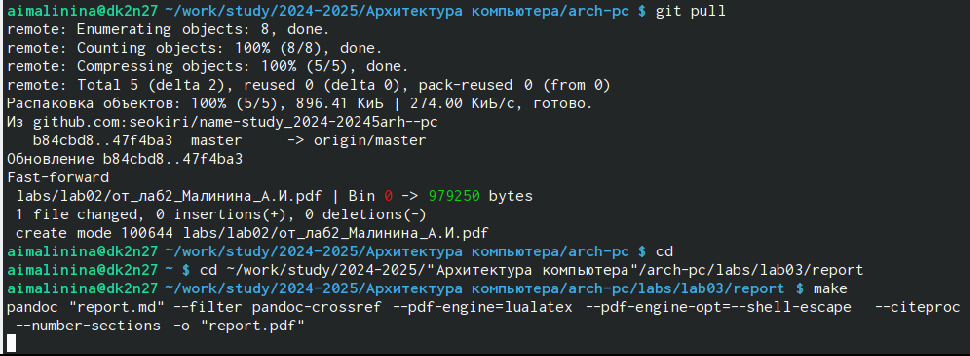 aimalinina@dk2n27 ~/work/study/2024-2025/Архитектура компьютера/arch-pc $ git pull
remote: Enumerating objects: 8, done.
remote: Counting objects: 100% (8/8), done.
remote: Compressing objects: 100% (5/5), done.
remote: Total 5 (delta 2), reused 0 (delta 0), pack-reused 0 (from 0)
Распаковка объектов: 100% (5/5), 896.41 КиБ | 274.00 КиБ/с, готово.
Из github.com:seokiri/name-study_2024-20245arh--pc
   b84cbd8..47f4ba3  master     -> origin/master
Обновление b84cbd8..47f4ba3
Fast-forward
 labs/lab02/от_ла62_Малинина_А.И.pdf | Bin 0 -> 979250 bytes
 1 file changed, 0 insertions(+), 0 deletions(-)
 create mode 100644 labs/lab02/от_ла62_Малинина_А.И.pdf
aimalinina@dk2n27 ~/work/study/2024-2025/Архитектура компьютера/arch-pc $ cd
aimalinina@dk2n27 ~ $ cd ~/work/study/2024-2025/"Архитектура компьютера"/arch-pc/labs/lab03/report
aimalinina@dk2n27 ~/work/study/2024-2025/Архитектура компьютера/arch-pc/labs/lab03/report $ make
pandoc "report.md" --filter pandoc-crossref --pdf-engine=lualatex  --pdf-engine-opt=--shell-escape  --citeproc
 --number-sections -o "report.pdf"